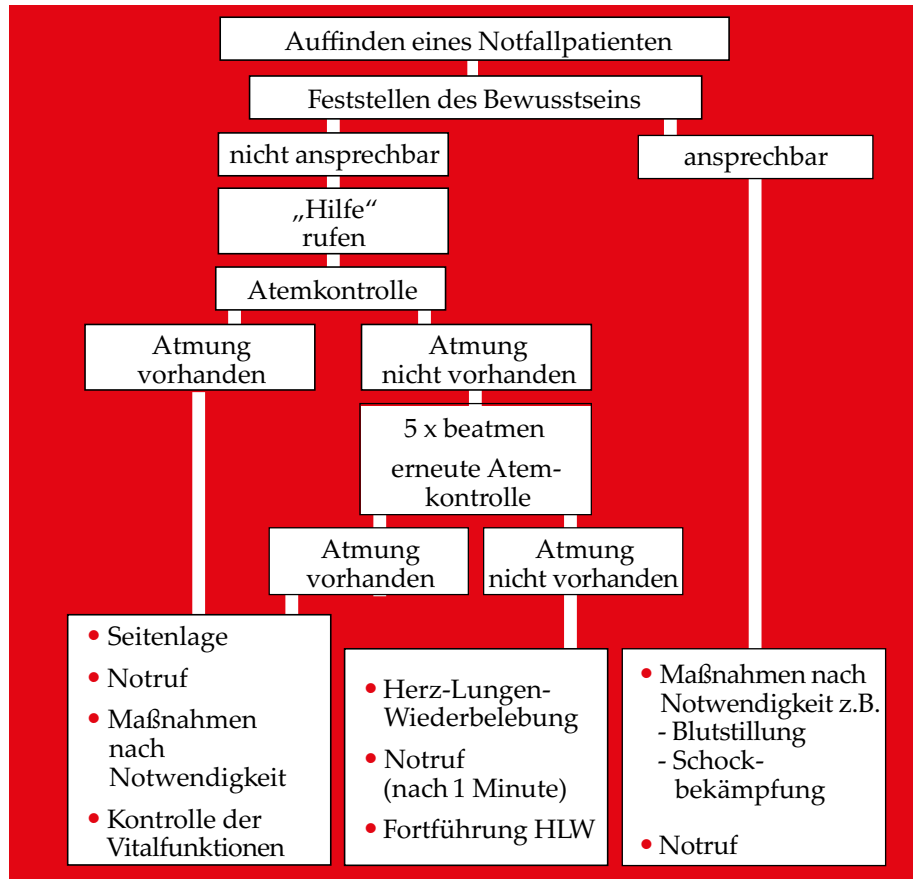 Auffinden eines Notfallpatienten
Feststellen des Bewusstseins
nicht ansprechbar
ansprechbar
„Hilfe“
rufen
Atemkontrolle
Atmung
vorhanden
Atmung
nicht vorhanden
5 x beatmen
erneute Atem-
kontrolle
Atmung
vorhanden
Atmung
nicht vorhanden
• Seitenlage
• Notruf
• Maßnahmen
nach
Notwendigkeit
• Kontrolle der
Vitalfunktionen
• Herz-Lungen-
Wiederbelebung
• Notruf
(nach 1 Minute)
• Fortführung HLW
• Maßnahmen nach
Notwendigkeit z.B.
- Blutstillung
- Schock-
bekämpfung
• Notruf